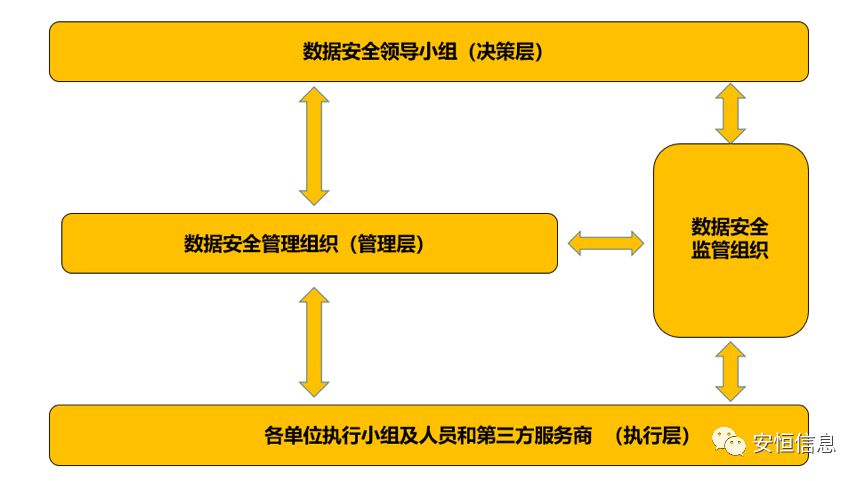 数据安全领导小组（决策层）
数据安全管理组织（管理层）
数据安全
监管组织
各单位执行小组及人员和第三方服务商 （执行层）
安恒信息